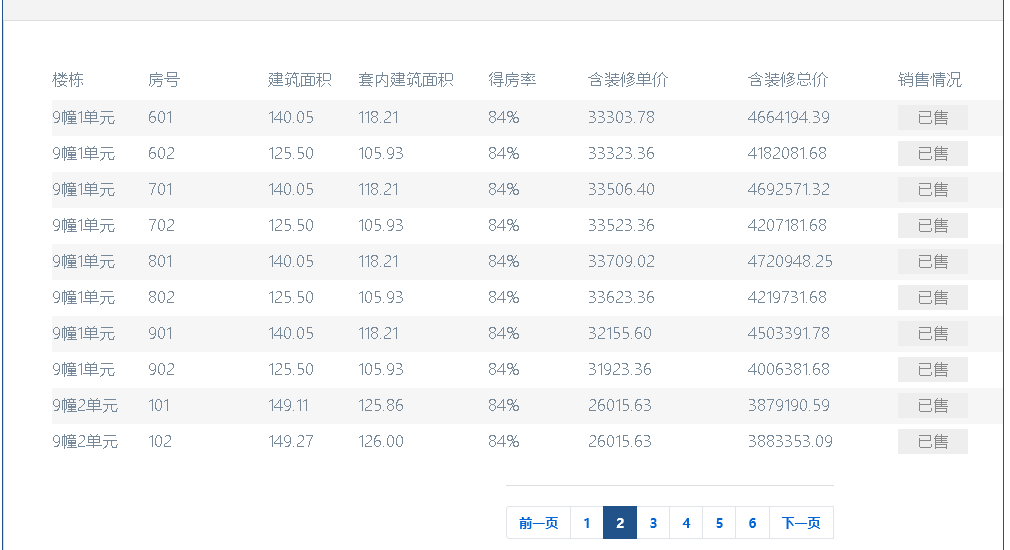 楼栋 房号 建筑面积 套内建筑面积 得房率 含装修单价 含装修总价 销售情况
9幢1单元 601 140.05 118.21 84% 33303.78 4664194.39 已售
9幢1单元 602 125.50 105.93 84% 33323.36 4182081.68 已售
9幢1单元 701 140.05 118.21 84% 33506.40 4692571.32 已售
9幢1单元 702 125.50 105.93 84% 33523.36 4207181.68 已售
9幢1单元 801 140.05 118.21 84% 33709.02 4720948.25 已售
9幢1单元 802 125.50 105.93 84% 33623.36 4219731.68 已售
9幢1单元 901 140.05 118.21 84% 32155.60 4503391.78 已售
9幢1单元 902 125.50 105.93 84% 31923.36 4006381.68 已售
9幢2单元 101 149.11 125.86 84% 26015.63 3879190.59 已售
9幢2单元 102 149.27 126.00 84% 26015.63 3883353.09 已售
前一页 1 2 3 4 5 6 下一页